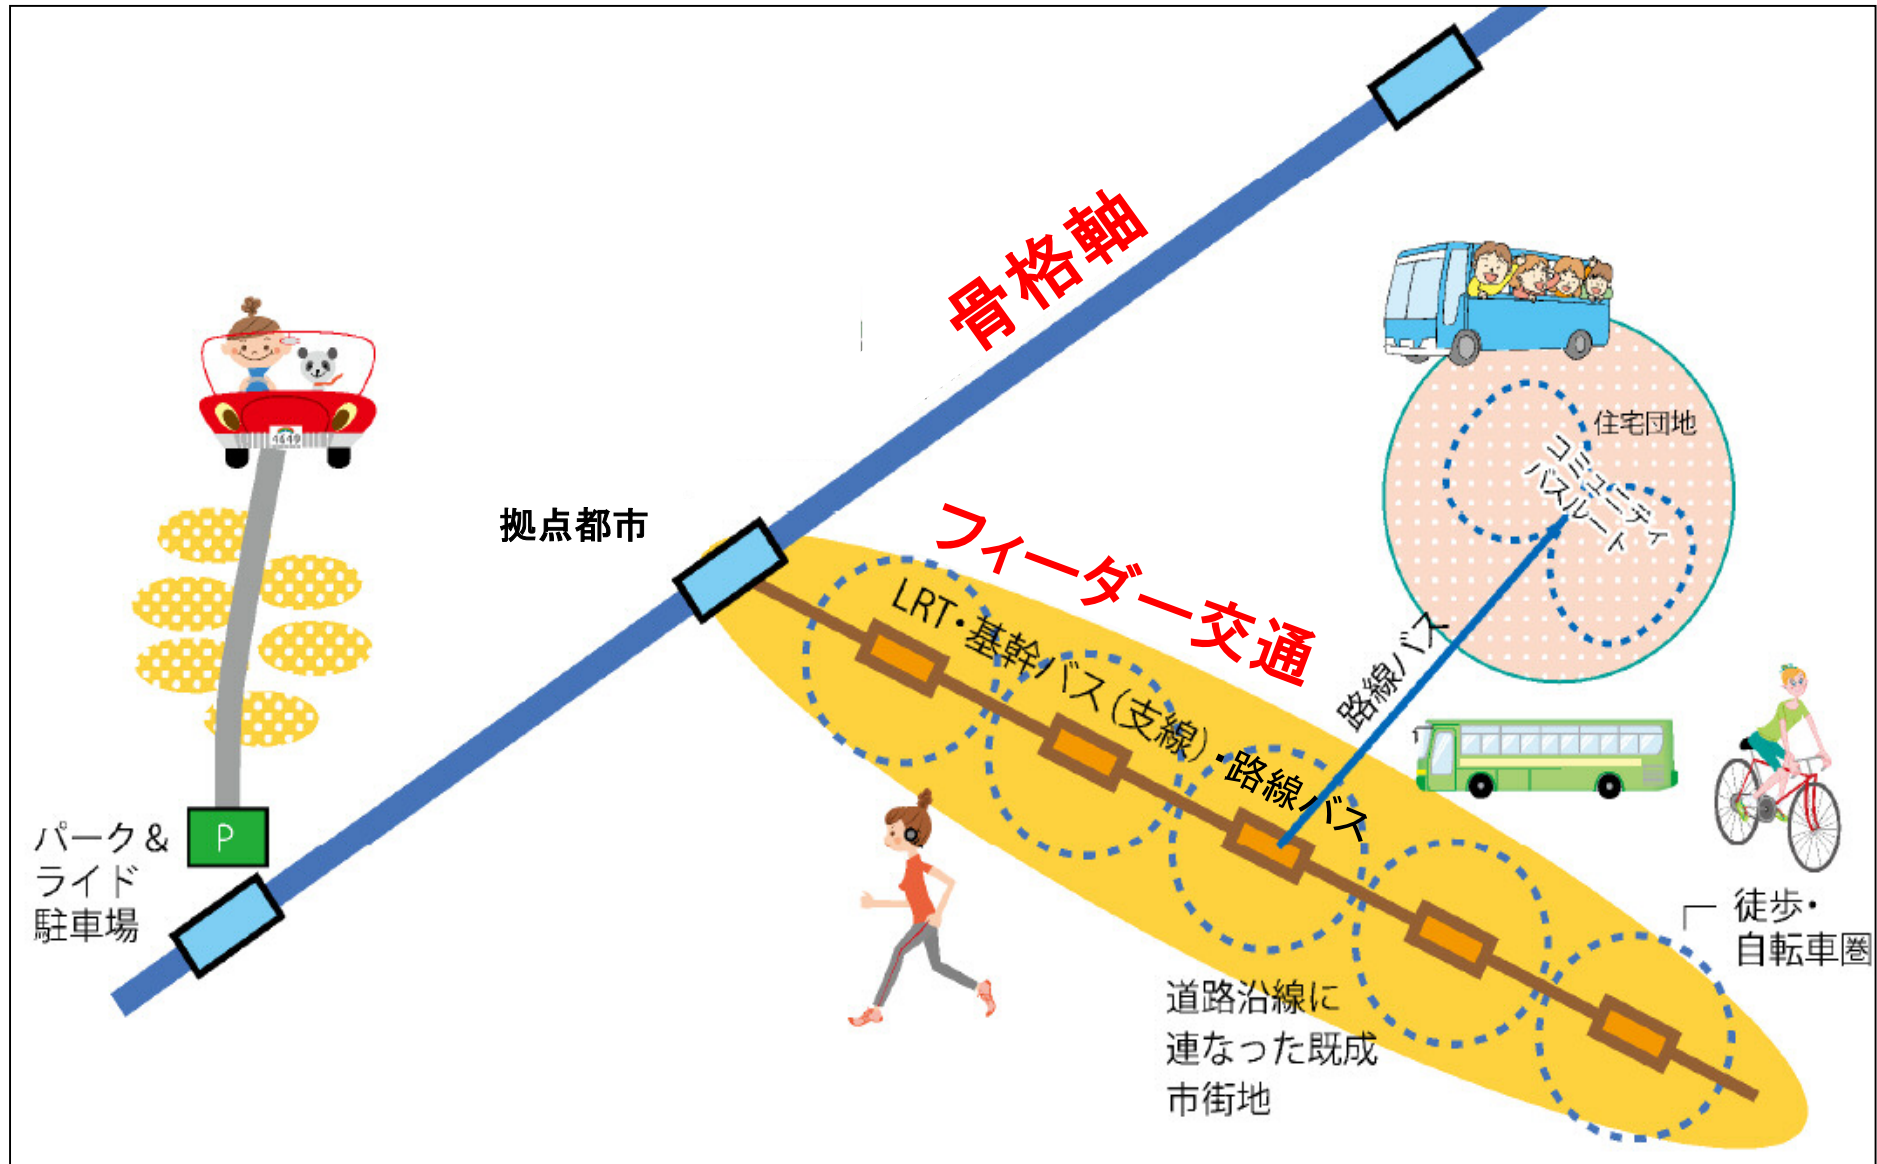 骨格軸
住宅団地
コミュニティ
バスルート
拠点都市
フィーダー交通
LRT・基幹バス(支線)・路線バス
路線バス
4649
P
パーク&
ライド
駐車場
徒歩・
自転車圏
道路沿線に
連なった既成
市街地